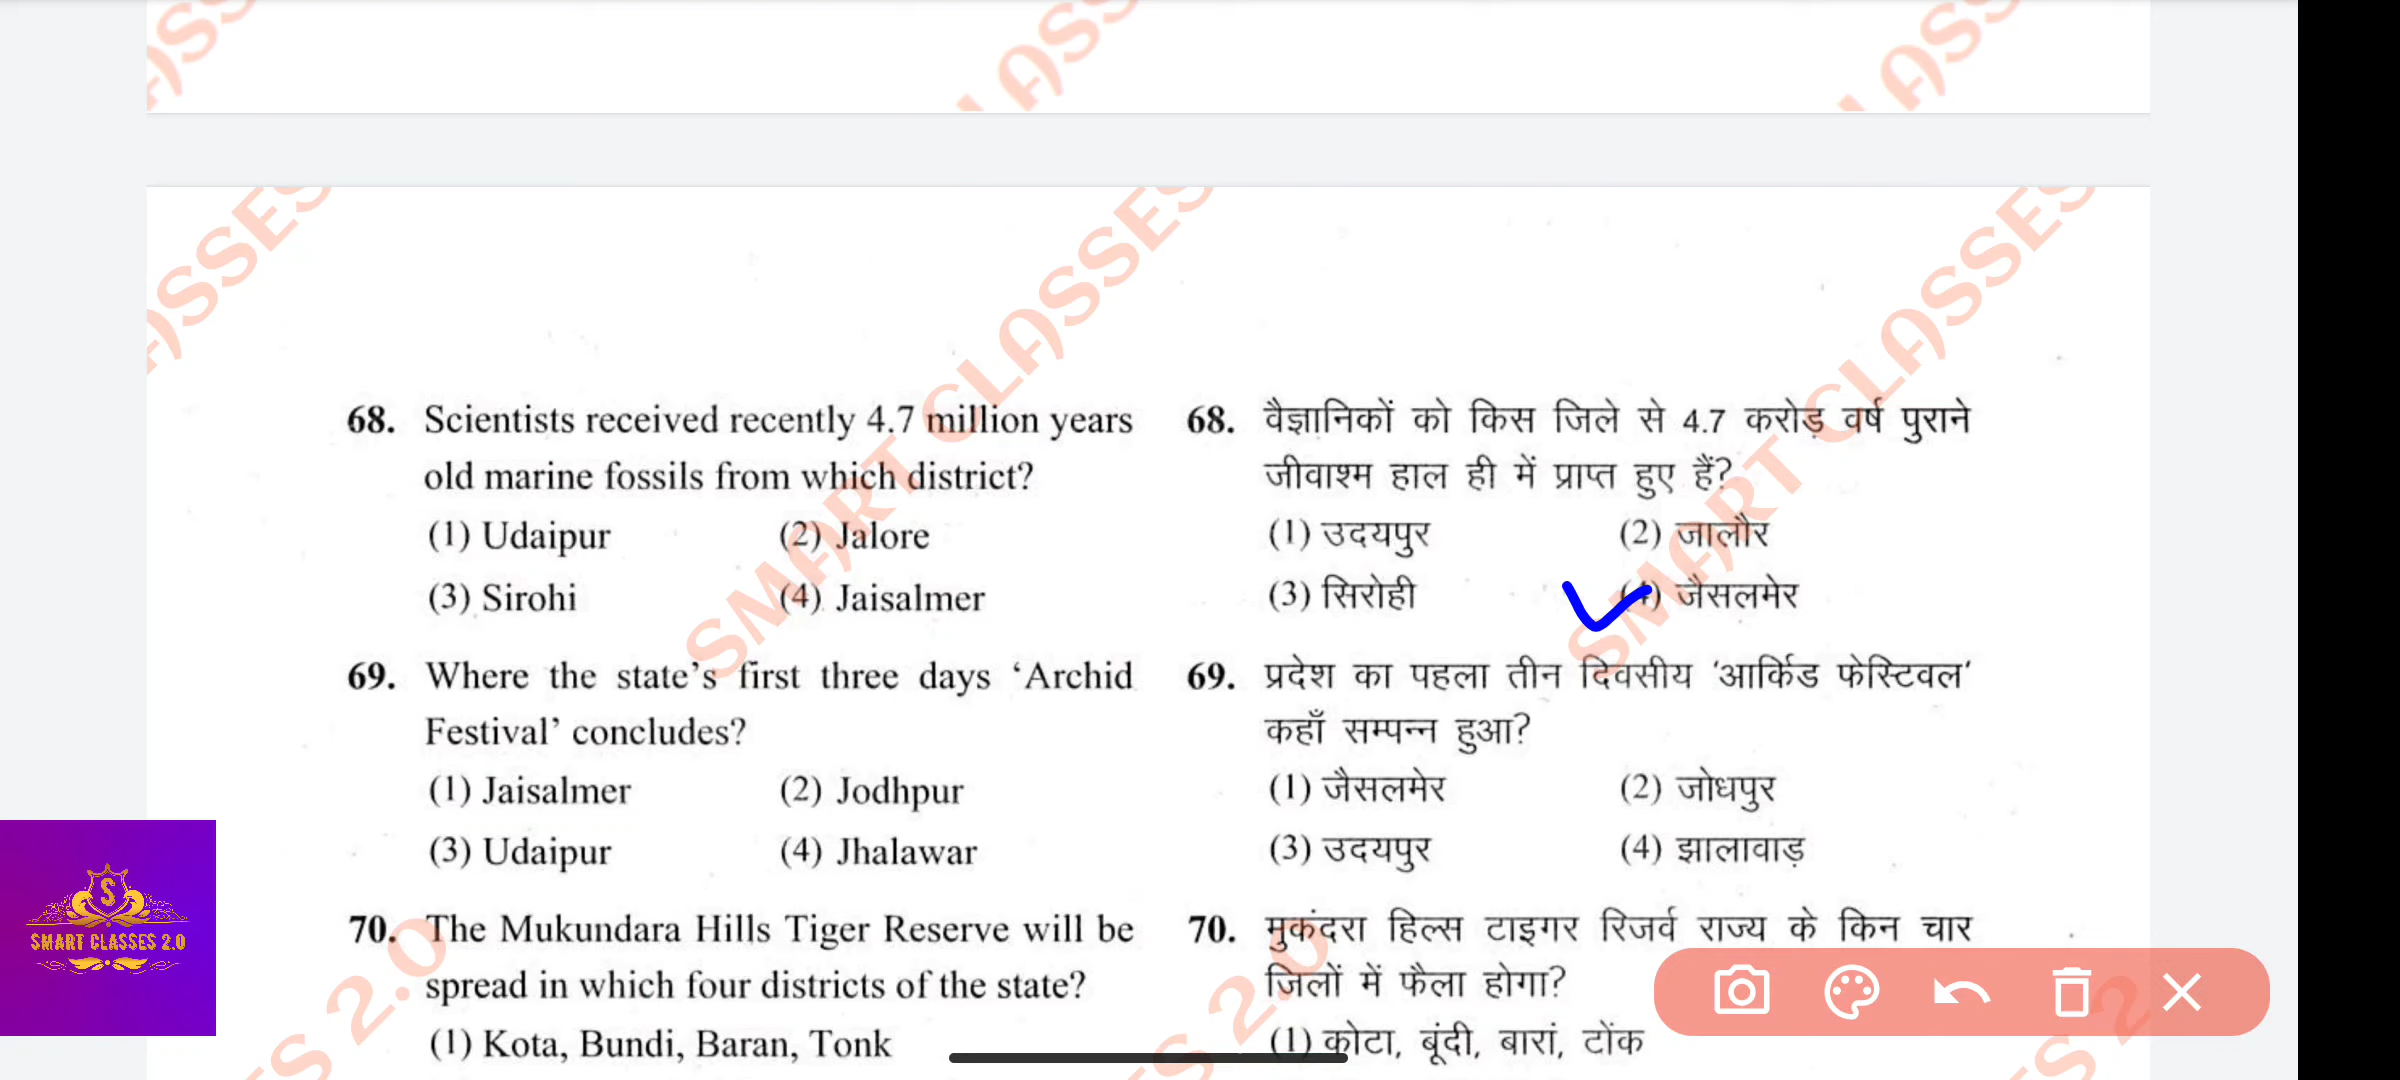 68. Scientists received recently 4.7 million years
old marine fossils from which district?
(1) Udaipur (2) Jalore
(3) Sirohi (4) Jaisalmer
69. Where the state's first three days 'Archid
Festival' concludes?
(1) Jaisalmer (2) Jodhpur
(3) Udaipur (4) Jhalawar
70. The Mukundara Hills Tiger Reserve will be
spread in which four districts of the state?
(1) Kota, Bundi, Baran, Tonk
68. वैज्ञानिकों को किस जिले से 4.7 करोड़ वर्ष पुराने
जीवाश्म हाल ही में प्राप्त हुए हैं?
(1) उदयपुर (2) जालौर
(3) सिरोही (4) जैसलमेर
69. प्रदेश का पहला तीन दिवसीय 'आर्किड फेस्टिवल'
कहाँ सम्पन्न हुआ?
(1) जैसलमेर (2) जोधपुर
(3) उदयपुर (4) झालावाड़
70. मुकंदरा हिल्स टाइगर रिजर्व राज्य के किन चार
जिलों में फैला होगा?
(1) कोटा, बूंदी, बारां, टोंक
SMART CLASSES
SMART CLASSES
S
SMART CLASSES 2.0